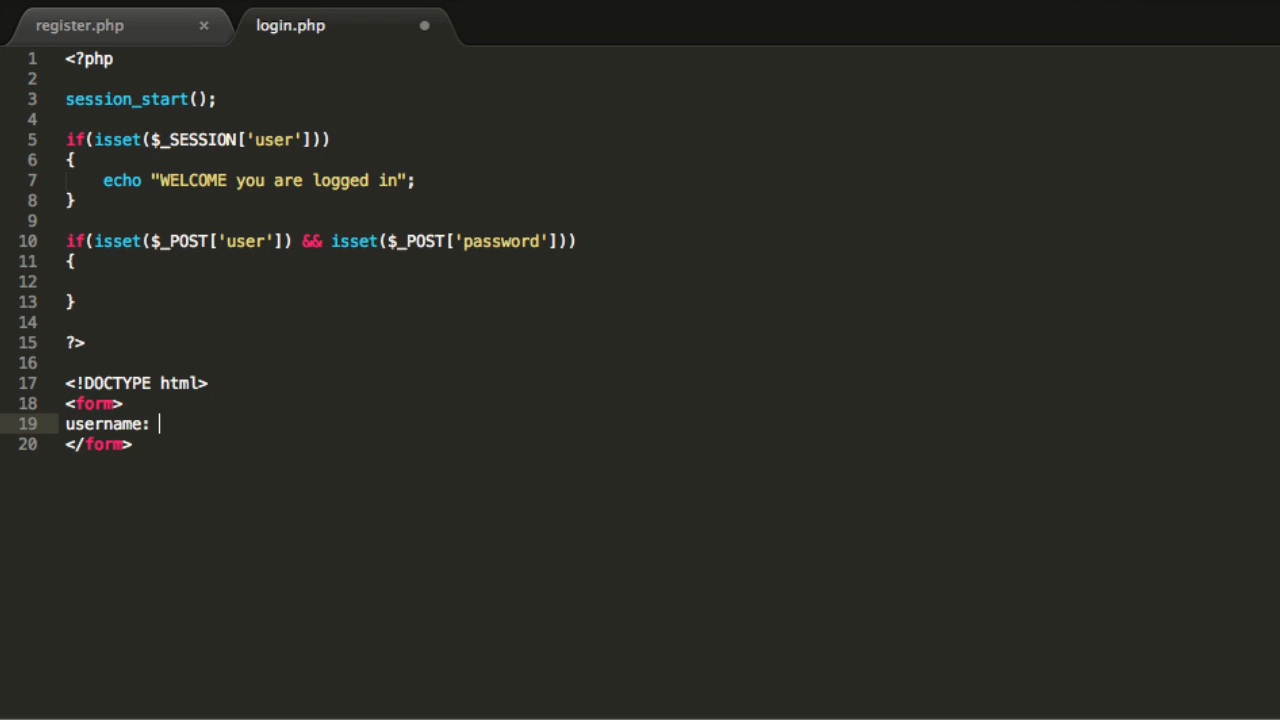 register.php × login.php
1 <?php
2
3 session_start();
4
5 if(isset($_SESSION['user']))
6 {
7     echo "WELCOME you are logged in";
8 }
9
10 if(isset($_POST['user']) && isset($_POST['password']))
11 {
12
13 }
14
15 ?>
16
17 <!DOCTYPE html>
18 <form>
19 username:
20 </form>